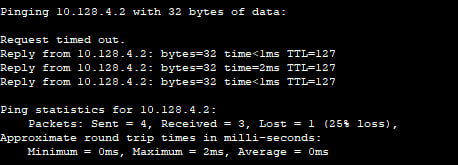 Pinging 10.128.4.2 with 32 bytes of data:
Request timed out.
Reply from 10.128.4.2: bytes=32 time<1ms TTL=127
Reply from 10.128.4.2: bytes=32 time=2ms TTL=127
Reply from 10.128.4.2: bytes=32 time<1ms TTL=127
Ping statistics for 10.128.4.2:
Packets: Sent = 4, Received = 3, Lost = 1 (25% loss),
Approximate round trip times in milli-seconds:
Minimum = 0ms, Maximum = 2ms, Average = 0ms